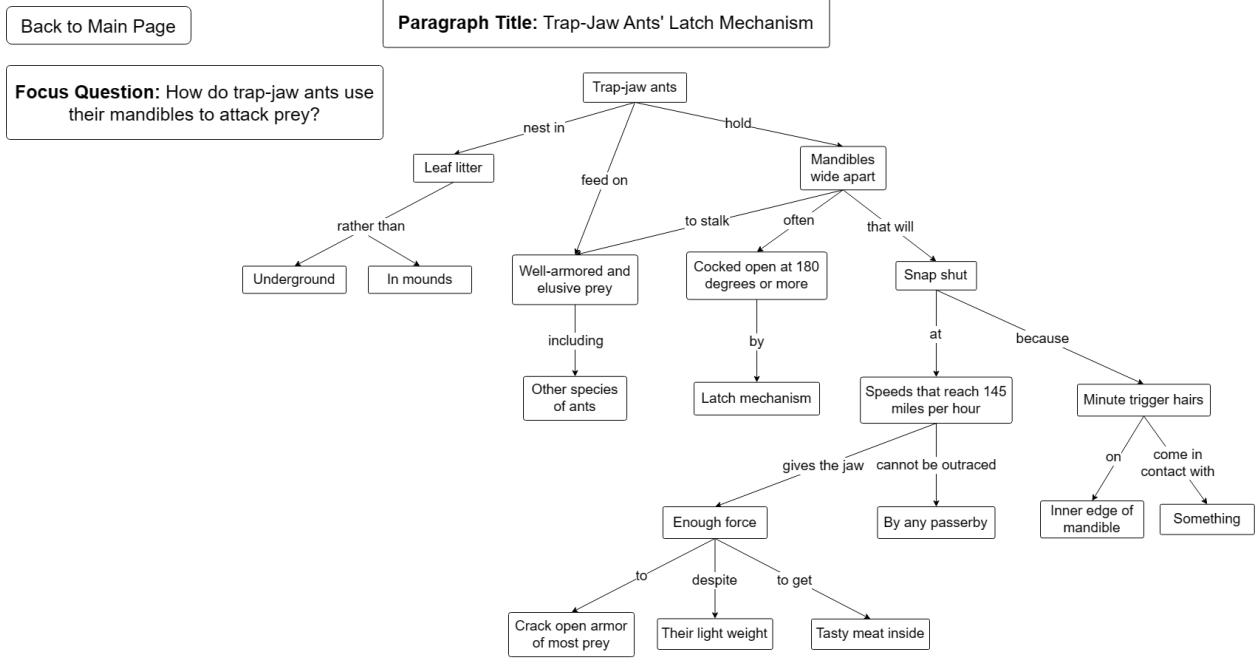 Back to Main Page
Paragraph Title: Trap-Jaw Ants' Latch Mechanism
Focus Question: How do trap-jaw ants use
their mandibles to attack prey?
Trap-jaw ants
nest in
feed on
hold
Leaf litter
Mandibles
wide apart
rather than
to stalk
often
that will
Underground
In mounds
Well-armored and
elusive prey
Cocked open at 180
degrees or more
Snap shut
including
by
at
because
Other species
of ants
Latch mechanism
Speeds that reach 145
miles per hour
Minute trigger hairs
gives the jaw
cannot be outraced
on
come in
contact with
Enough force
By any passerby
Inner edge of
mandible
Something
to
despite
to get
Crack open armor
of most prey
Their light weight
Tasty meat inside